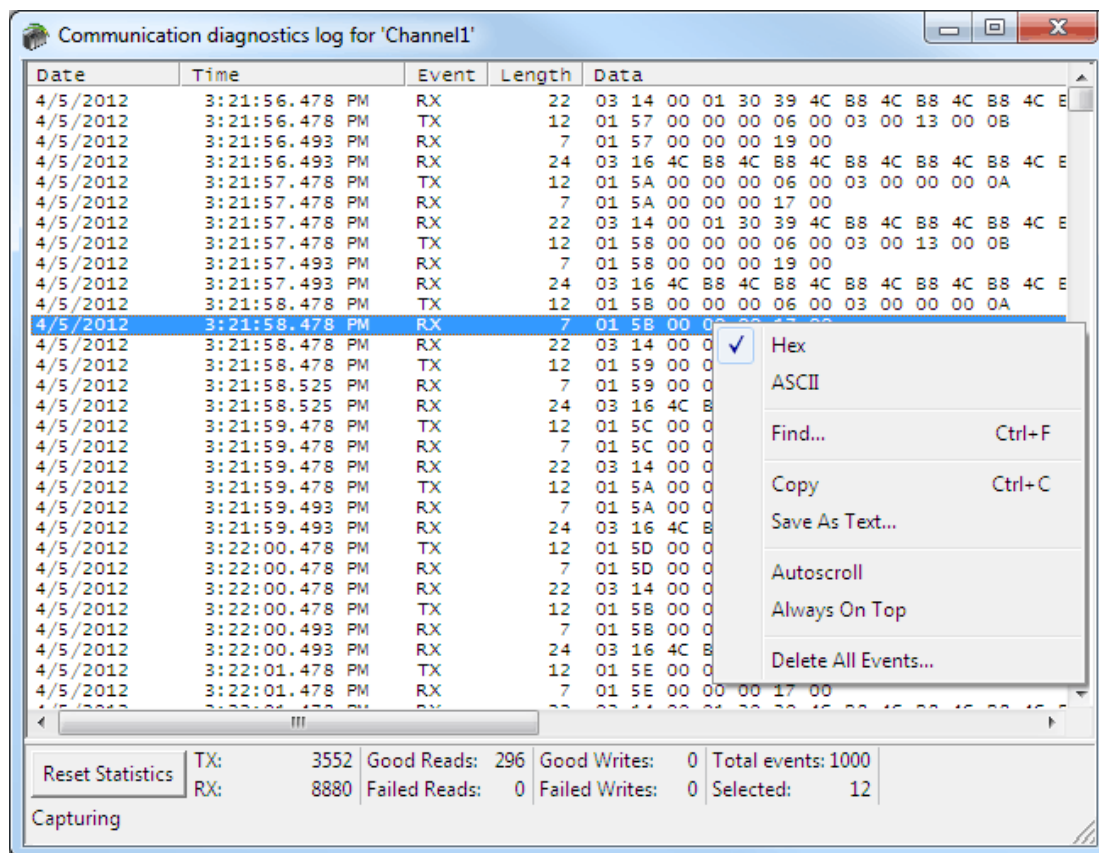 Communication diagnostics log for 'Channel1'
Date Time Event Length Data
4/5/2012 3:21:56.478 PM RX 22 03 14 00 01 30 39 4C B8 4C B8 4C B8 4C
4/5/2012 3:21:56.478 PM TX 12 01 57 00 00 00 06 00 03 00 13 00 0B
4/5/2012 3:21:56.493 PM RX 7 01 57 00 00 00 19 00
4/5/2012 3:21:56.493 PM RX 24 03 16 4C B8 4C B8 4C B8 4C B8 4C B8 4C
4/5/2012 3:21:57.478 PM TX 12 01 5A 00 00 00 06 00 03 00 00 00 0A
4/5/2012 3:21:57.478 PM RX 7 01 5A 00 00 00 17 00
4/5/2012 3:21:57.478 PM RX 22 03 14 00 01 30 39 4C B8 4C B8 4C B8 4C
4/5/2012 3:21:57.478 PM TX 12 01 58 00 00 00 06 00 03 00 13 00 0B
4/5/2012 3:21:57.493 PM RX 7 01 58 00 00 00 19 00
4/5/2012 3:21:57.493 PM RX 24 03 16 4C B8 4C B8 4C B8 4C B8 4C B8 4C
4/5/2012 3:21:58.478 PM TX 12 01 5B 00 00 00 06 00 03 00 00 00 0A
4/5/2012 3:21:58.478 PM RX 7 01 5B 00
4/5/2012 3:21:58.478 PM RX 22 03 14 00
4/5/2012 3:21:58.478 PM TX 12 01 59 00
4/5/2012 3:21:58.525 PM RX 7 01 59 00
4/5/2012 3:21:58.525 PM RX 24 03 16 4C
4/5/2012 3:21:59.478 PM TX 12 01 5C 00
4/5/2012 3:21:59.478 PM RX 7 01 5C 00
4/5/2012 3:21:59.478 PM RX 22 03 14 00
4/5/2012 3:21:59.478 PM TX 12 01 5A 00
4/5/2012 3:21:59.493 PM RX 7 01 5A 00
4/5/2012 3:21:59.493 PM RX 24 03 16 4C
4/5/2012 3:22:00.478 PM TX 12 01 5D 00
4/5/2012 3:22:00.478 PM RX 7 01 5D 00
4/5/2012 3:22:00.478 PM RX 22 03 14 00
4/5/2012 3:22:00.478 PM TX 12 01 5B 00
4/5/2012 3:22:00.493 PM RX 7 01 5B 00
4/5/2012 3:22:00.493 PM RX 24 03 16 4C
4/5/2012 3:22:01.478 PM TX 12 01 5E 00
4/5/2012 3:22:01.478 PM RX 7 01 5E 00 00 00 17 00
Hex
ASCII
Find... Ctrl+F
Copy Ctrl+C
Save As Text...
Autoscroll
Always On Top
Delete All Events...
Reset Statistics
TX: 3552 Good Reads: 296 Good Writes: 0 Total events: 1000
RX: 8880 Failed Reads: 0 Failed Writes: 0 Selected: 12
Capturing